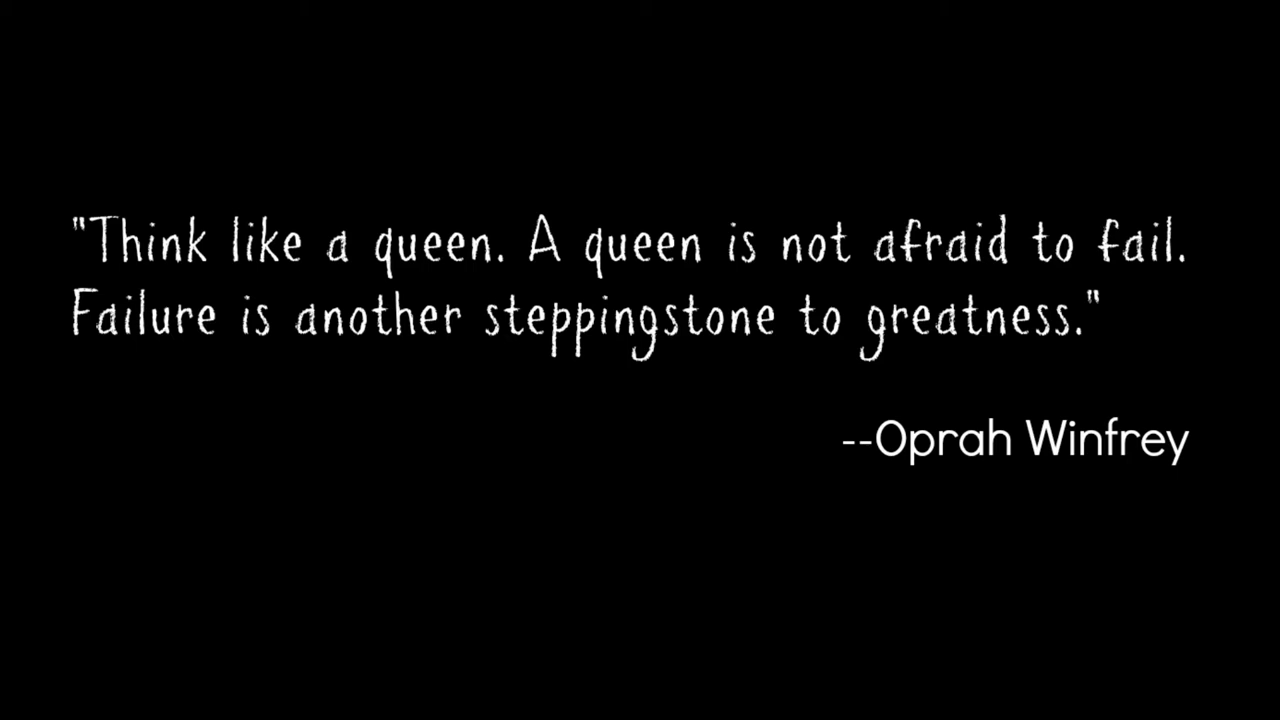 "Think like a queen. A queen is not afraid to fail.
Failure is another steppingstone to greatness."
--Oprah Winfrey